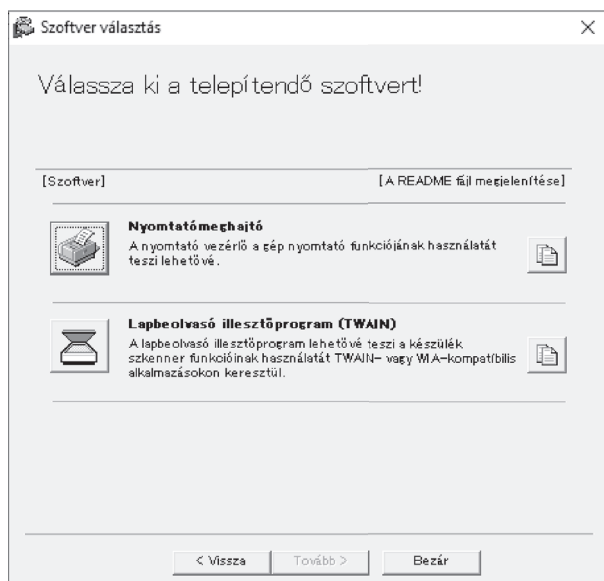 Szoftver választás
Válassza ki a telepítendő szoftvert!
[Szoftver] [A README fájl megjelenítése]
Nyomtatómeghajtó
A nyomtató vezérlő a gép nyomtató funkciójának használatát
teszi lehetővé.
Lapbeolvasó illesztőprogram (TWAIN)
A lapbeolvasó illesztőprogram lehetővé teszi a készülék
szkenner funkcióinak használatát TWAIN- vagy WIA-kompatíbilis
alkalmazásokon keresztül.
< Vissza Tovább > Bezár